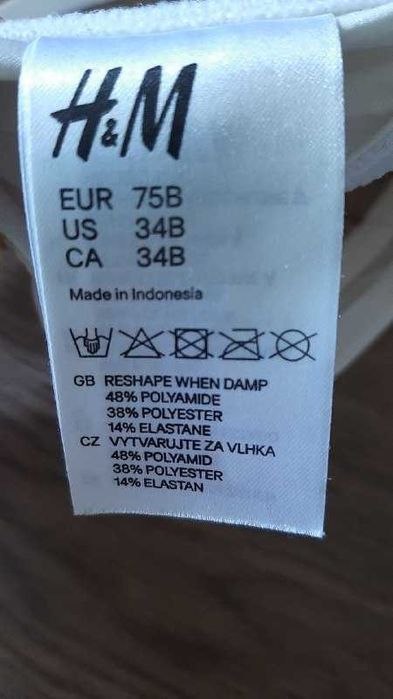 H&M
EUR 75B
US 34B
CA 34B
Made in Indonesia
GB RESHAPE WHEN DAMP
48% POLYAMIDE
38% POLYESTER
14% ELASTANE
CZ VYTVARUJTE ZA VLHKA
48% POLYAMID
38% POLYESTER
14% ELASTAN